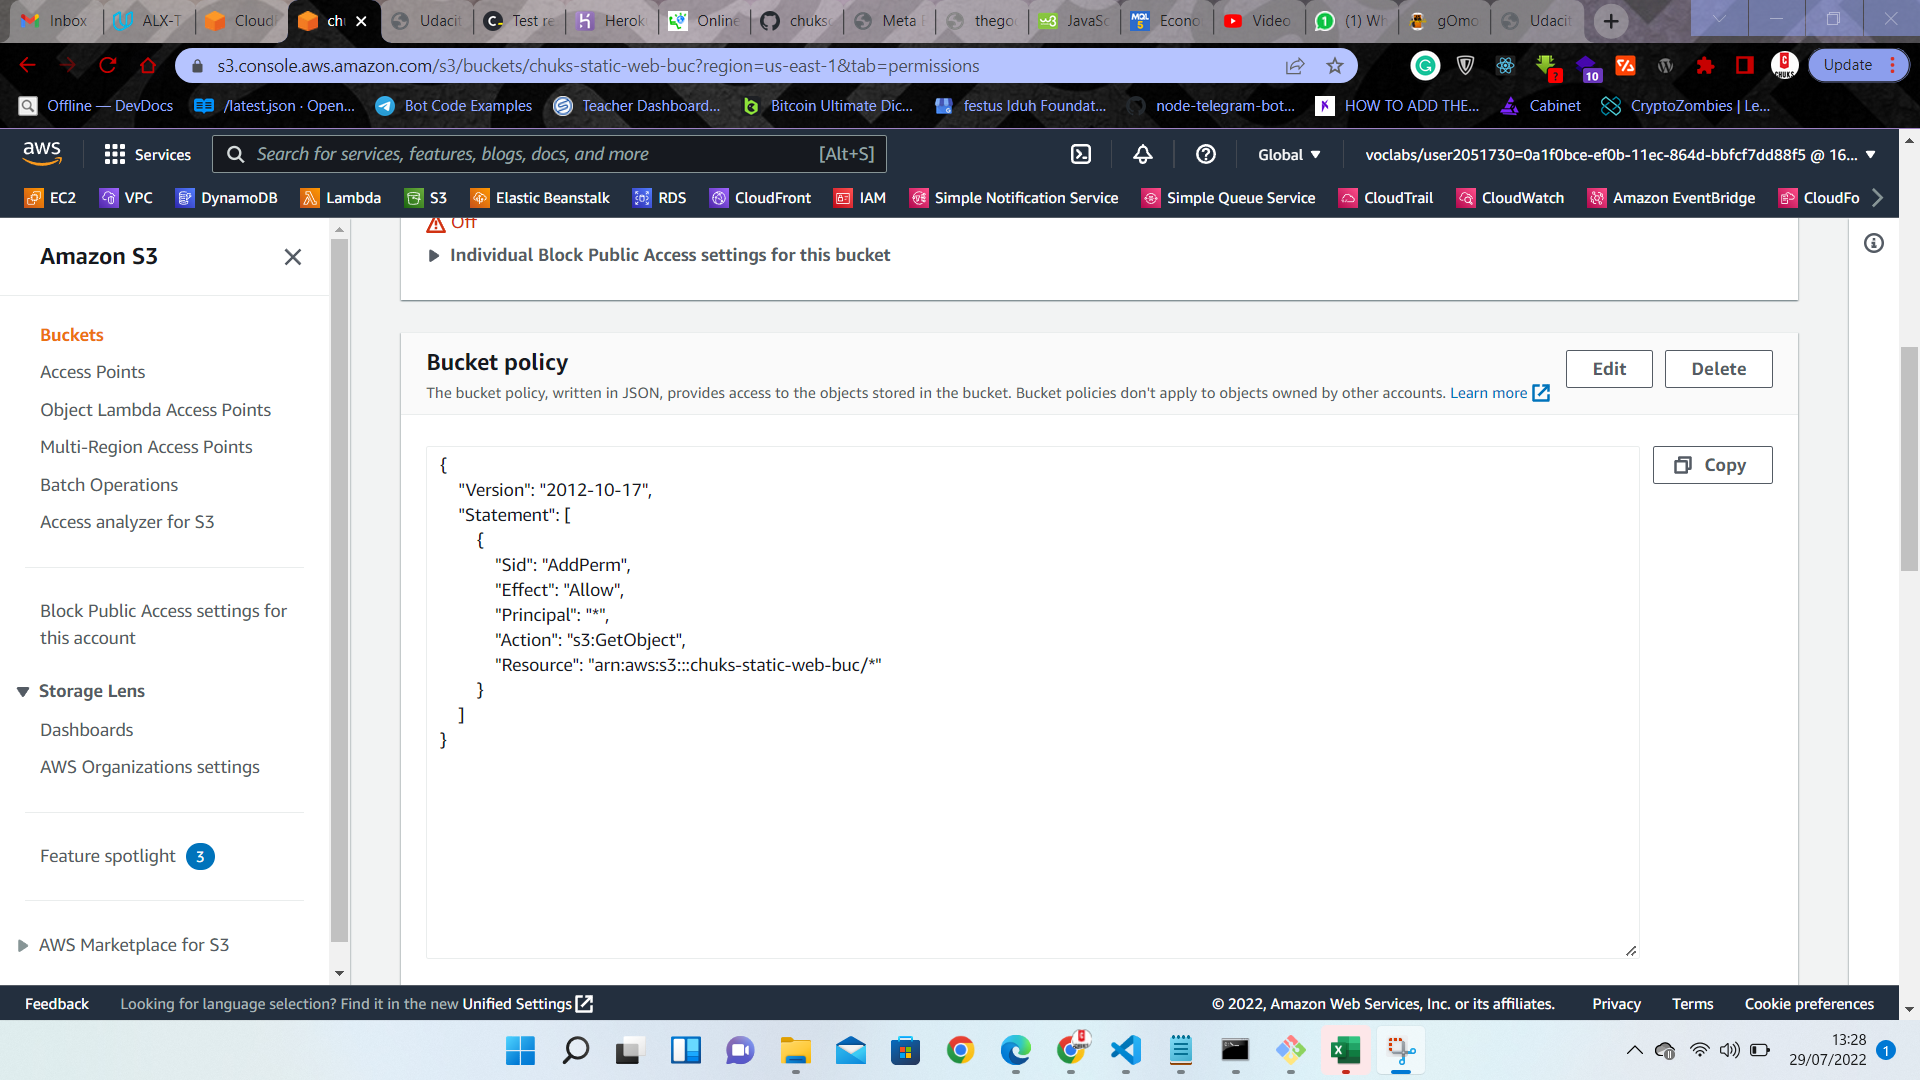 Inbox
ALX-T
Cloudf
chu
Udacit
Test re
Herok
Online
chuksc
Meta F
thegoo
JavaSc
Econo
Video
(1) Wh
gOmo
Udacit
s3.console.aws.amazon.com/s3/buckets/chuks-static-web-buc?region=us-east-1&tab=permissions
10
Update
Offline — DevDocs
/latest.json · Open...
Bot Code Examples
Teacher Dashboard...
Bitcoin Ultimate Dic...
festus Iduh Foundat...
node-telegram-bot...
HOW TO ADD THE...
Cabinet
CryptoZombies | Le...
aws
Services
Search for services, features, blogs, docs, and more
[Alt+S]
Global
voclabs/user2051730=0a1f0bce-ef0b-11ec-864d-bbfcf7dd88f5 @ 16...
EC2
VPC
DynamoDB
Lambda
S3
Elastic Beanstalk
RDS
CloudFront
IAM
Simple Notification Service
Simple Queue Service
CloudTrail
CloudWatch
Amazon EventBridge
CloudFo
Amazon S3
Buckets
Access Points
Object Lambda Access Points
Multi-Region Access Points
Batch Operations
Access analyzer for S3
Block Public Access settings for
this account
Storage Lens
Dashboards
AWS Organizations settings
Feature spotlight 3
AWS Marketplace for S3
Off
Individual Block Public Access settings for this bucket
Bucket policy
The bucket policy, written in JSON, provides access to the objects stored in the bucket. Bucket policies don't apply to objects owned by other accounts. Learn more
Edit
Delete
Copy
{
"Version": "2012-10-17",
"Statement": [
{
"Sid": "AddPerm",
"Effect": "Allow",
"Principal": "*",
"Action": "s3:GetObject",
"Resource": "arn:aws:s3:::chuks-static-web-buc/*"
}
]
}
Feedback
Looking for language selection? Find it in the new Unified Settings
© 2022, Amazon Web Services, Inc. or its affiliates.
Privacy
Terms
Cookie preferences
13:28
29/07/2022
1